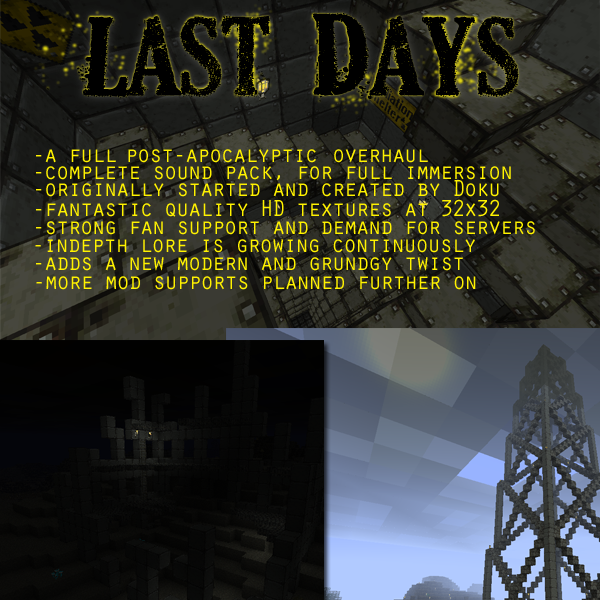 LAST DAYS
-A FULL POST-APOCALYPTIC OVERHAUL
-COMPLETE SOUND PACK, FOR FULL IMMERSION
-ORIGINALLY STARTED AND CREATED BY DOKU
-FANTASTIC QUALITY HD TEXTURES AT 32X32
-STRONG FAN SUPPORT AND DEMAND FOR SERVERS
-INDEPTH LORE IS GROWING CONTINUOUSLY
-ADDS A NEW MODERN AND GRUNDGY TWIST
-MORE MOD SUPPORTS PLANNED FURTHER ON